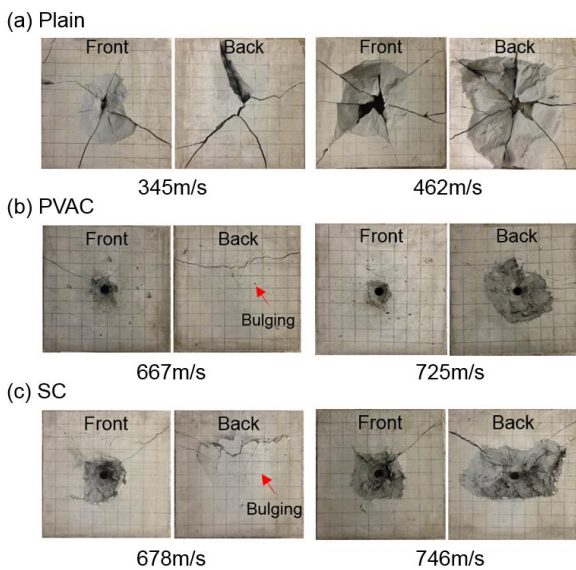 (a) Plain
Front Back Front Back
345m/s 462m/s
(b) PVAC
Front Back Front Back
Bulging
667m/s 725m/s
(c) SC
Front Back Front Back
Bulging
678m/s 746m/s